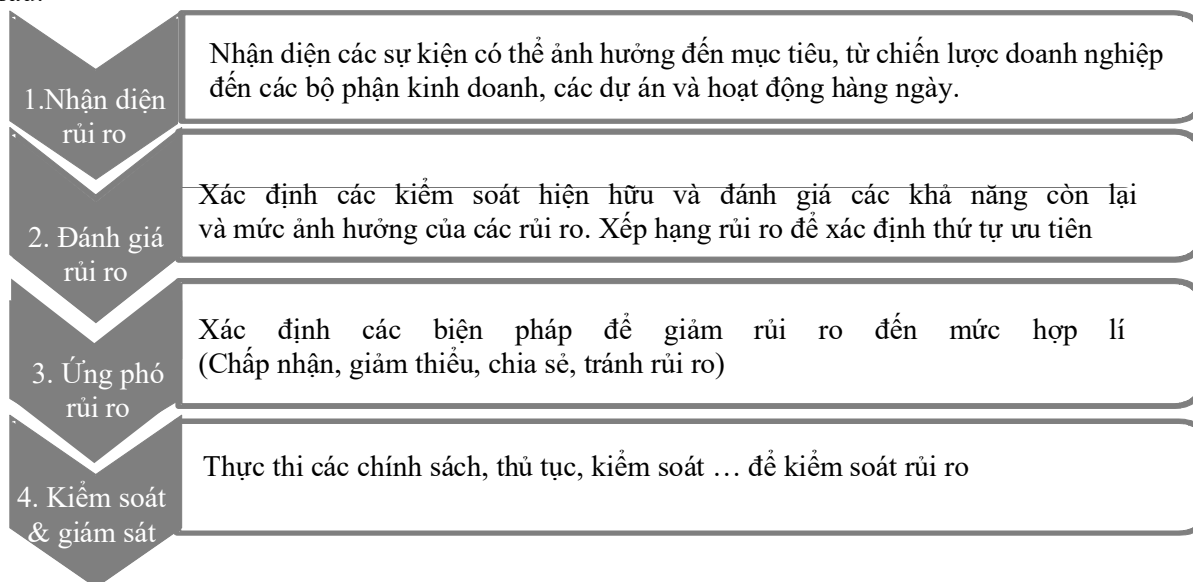 1.Nhận diện
rủi ro
Nhận diện các sự kiện có thể ảnh hưởng đến mục tiêu, từ chiến lược doanh nghiệp
đến các bộ phận kinh doanh, các dự án và hoạt động hàng ngày.
2. Đánh giá
rủi ro
Xác định các kiểm soát hiện hữu và đánh giá các khả năng còn lại
và mức ảnh hưởng của các rủi ro. Xếp hạng rủi ro để xác định thứ tự ưu tiên
3. Ứng phó
rủi ro
Xác định các biện pháp để giảm rủi ro đến mức hợp lí
(Chấp nhận, giảm thiểu, chia sẻ, tránh rủi ro)
4. Kiểm soát
& giám sát
Thực thi các chính sách, thủ tục, kiểm soát … để kiểm soát rủi ro